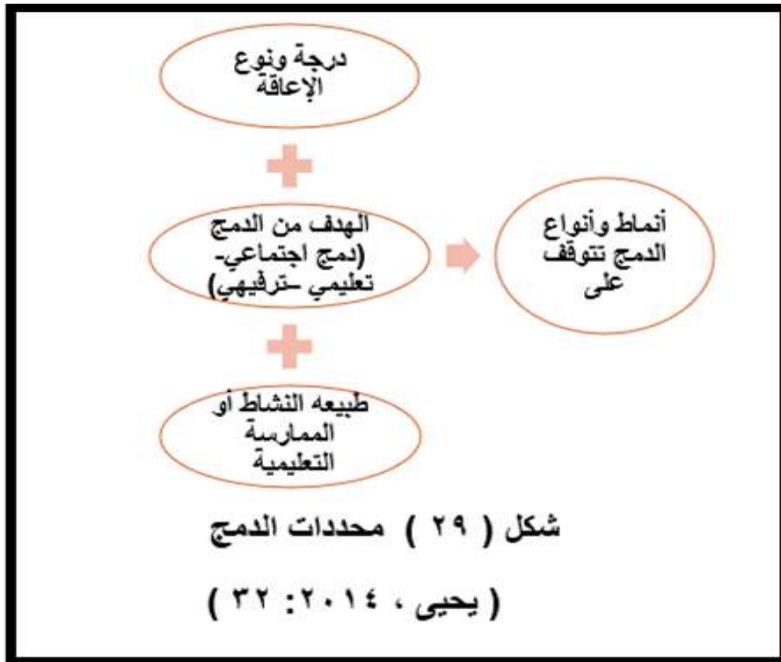 درجة ونوع
الإعاقة
الهدف من الدمج
(دمج اجتماعي-
تعليمي –ترفيهي)
طبيعه النشاط أو
الممارسة
التعليمية
أنماط وأنواع
الدمج تتوقف
على
شكل ( ٢٩ ) محددات الدمج
( يحيى ، ٢٠١٤: ٣٢ )